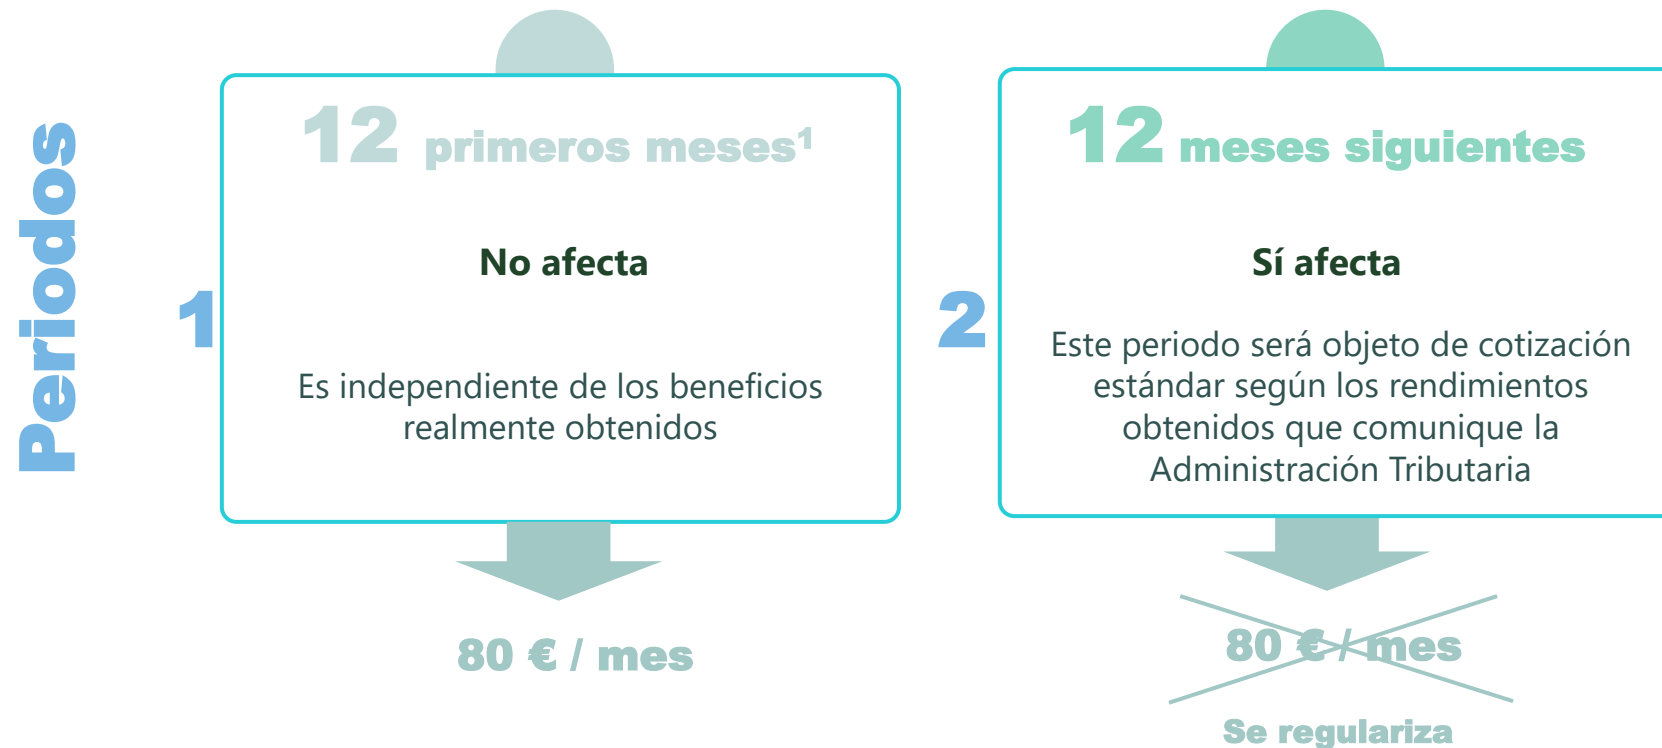 Periodos
1
12 primeros meses¹
No afecta
Es independiente de los beneficios
realmente obtenidos
80 € / mes
2
12 meses siguientes
Sí afecta
Este periodo será objeto de cotización
estándar según los rendimientos
obtenidos que comunique la
Administración Tributaria
80 € / mes
Se regulariza